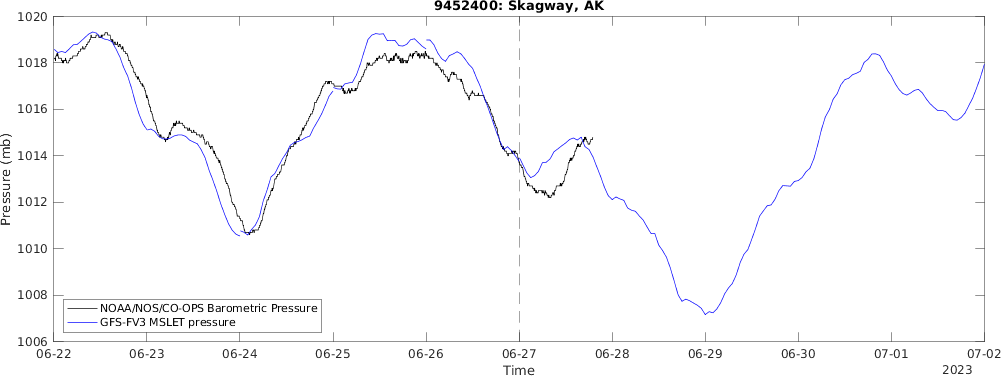 9452400: Skagway, AK
1020
1018
1016
1014
1012
1010
1008
1006
Pressure (mb)
NOAA/NOS/CO-OPS Barometric Pressure
GFS-FV3 MSLET pressure
06-22 06-23 06-24 06-25 06-26 06-27 06-28 06-29 06-30 07-01 07-02
Time
2023